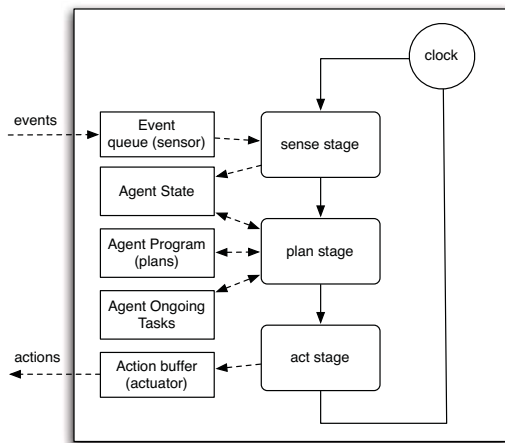 clock
events
Event
queue (sensor)
sense stage
Agent State
Agent Program
(plans)
plan stage
Agent Ongoing
Tasks
act stage
actions
Action buffer
(actuator)